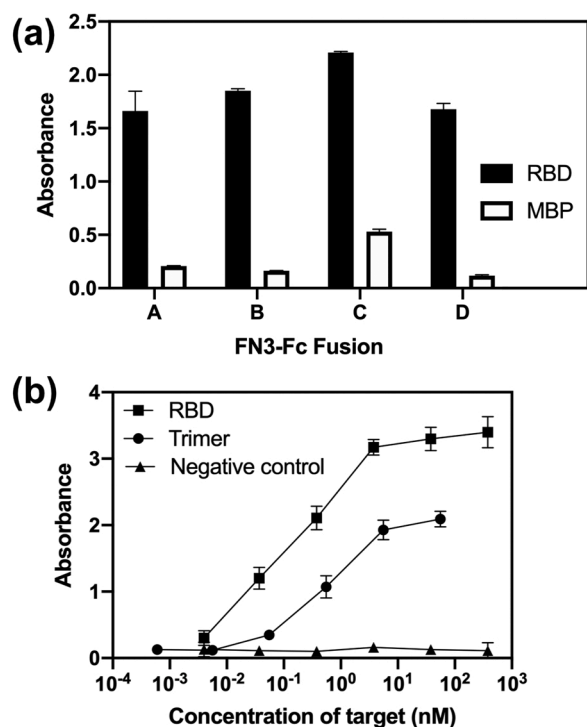 (a)
Absorbance
2.5
2.0
1.5
1.0
0.5
0.0
RBD
MBP
A B C D
FN3-Fc Fusion
(b)
Absorbance
4
3
2
1
0
RBD
Trimer
Negative control
10⁻⁴ 10⁻³ 10⁻² 10⁻¹ 10⁰ 10¹ 10² 10³
Concentration of target (nM)